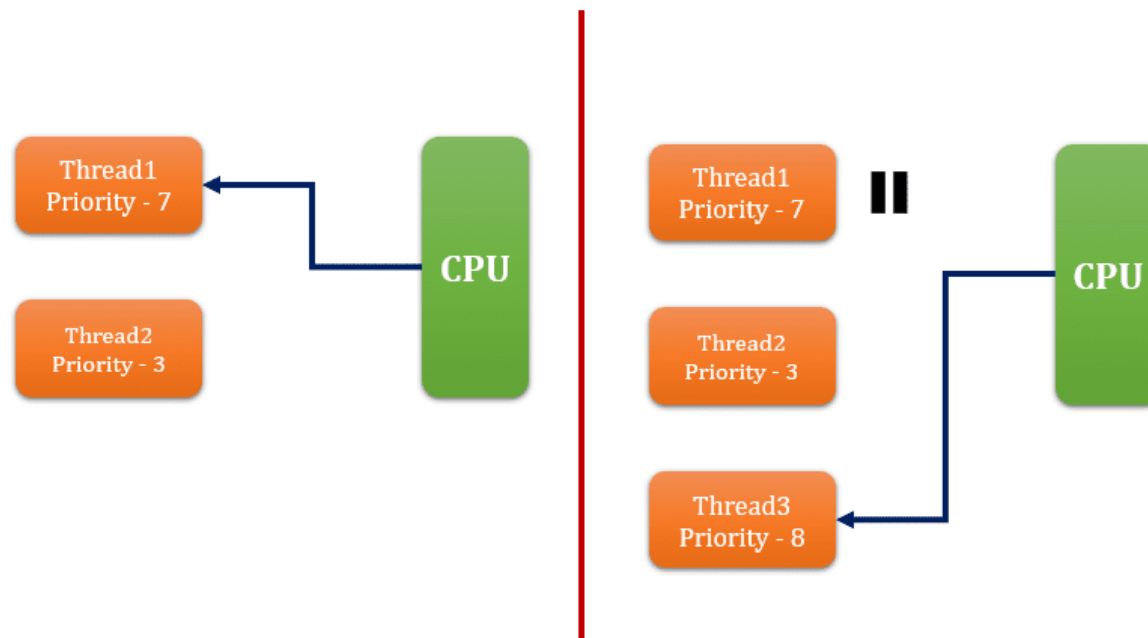 Thread1
Priority - 7
CPU
Thread2
Priority - 3
Thread1
Priority - 7
CPU
Thread2
Priority - 3
Thread3
Priority - 8